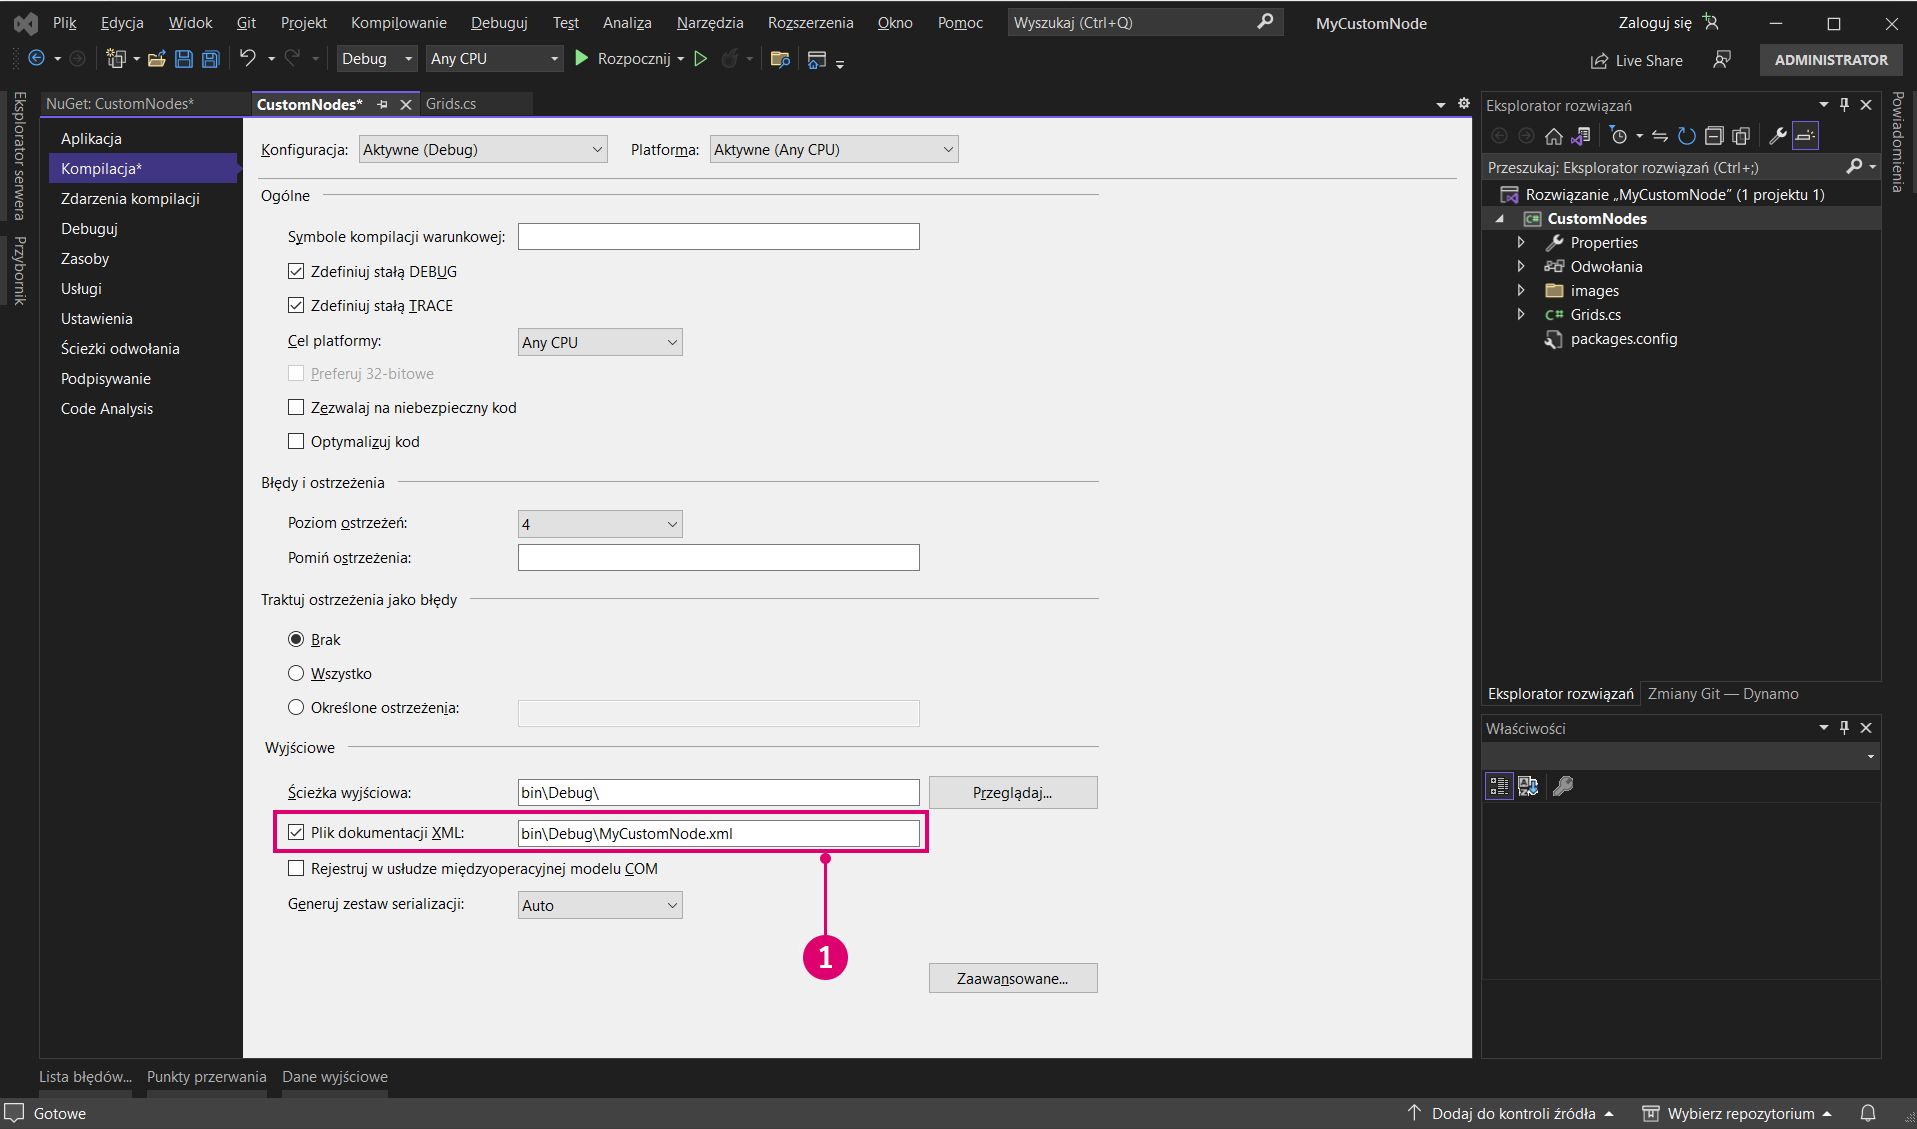 Plik Edycja Widok Git Projekt Kompilowanie Debuguj Test Analiza Narzędzia Rozszerzenia Okno Pomoc Wyszukaj (Ctrl+Q) MyCustomNode Zaloguj się
Debug Any CPU Rozpocznij Live Share ADMINISTRATOR
Eksplorator serwera
Przybornik
NuGet: CustomNodes* CustomNodes* Grids.cs
Aplikacja
Kompilacja*
Zdarzenia kompilacji
Debuguj
Zasoby
Usługi
Ustawienia
Ścieżki odwołania
Podpisywanie
Code Analysis
Konfiguracja: Aktywne (Debug) Platforma: Aktywne (Any CPU)
Ogólne
Symbole kompilacji warunkowej:
Zdefiniuj stałą DEBUG
Zdefiniuj stałą TRACE
Cel platformy: Any CPU
Preferuj 32-bitowe
Zezwalaj na niebezpieczny kod
Optymalizuj kod
Błędy i ostrzeżenia
Poziom ostrzeżeń: 4
Pomiń ostrzeżenia:
Traktuj ostrzeżenia jako błędy
Brak
Wszystko
Określone ostrzeżenia:
Wyjściowe
Ścieżka wyjściowa: bin\Debug\ Przeglądaj...
Plik dokumentacji XML: bin\Debug\MyCustomNode.xml
Rejestruj w usłudze międzyoperacyjnej modelu COM
Generuj zestaw serializacji: Auto
1
Zaawansowane...
Eksplorator rozwiązań
Przeszukaj: Eksplorator rozwiązań (Ctrl+;)
Rozwiązanie „MyCustomNode” (1 projektu 1)
C# CustomNodes
Properties
Odwołania
images
C# Grids.cs
packages.config
Eksplorator rozwiązań Zmiany Git — Dynamo
Właściwości
Powiadomienia
Lista błędów... Punkty przerwania Dane wyjściowe
Gotowe Dodaj do kontroli źródła Wybierz repozytorium